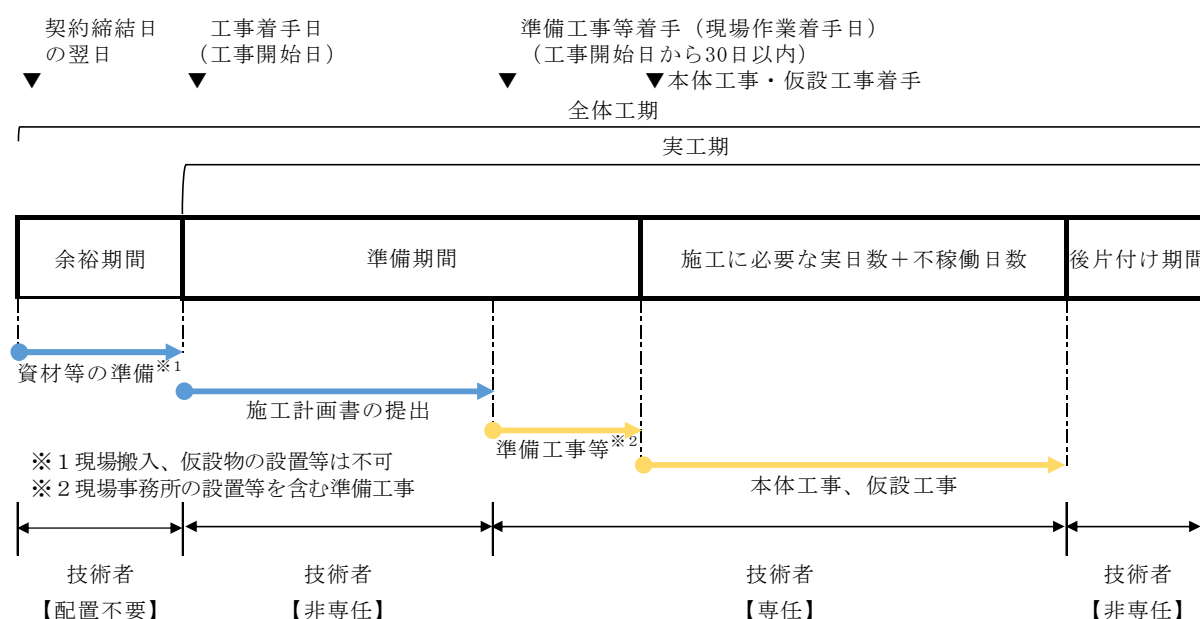 契約締結日
の翌日
工事着手日
（工事開始日）
準備工事等着手（現場作業着手日）
（工事開始日から30日以内）
▼
▼
▼
▼本体工事・仮設工事着手
全体工期
実工期
余裕期間
準備期間
施工に必要な実日数＋不稼働日数
後片付け期間
資材等の準備※1
施工計画書の提出
準備工事等※2
本体工事、仮設工事
※１現場搬入、仮設物の設置等は不可
※２現場事務所の設置等を含む準備工事
技術者
【配置不要】
技術者
【非専任】
技術者
【専任】
技術者
【非専任】